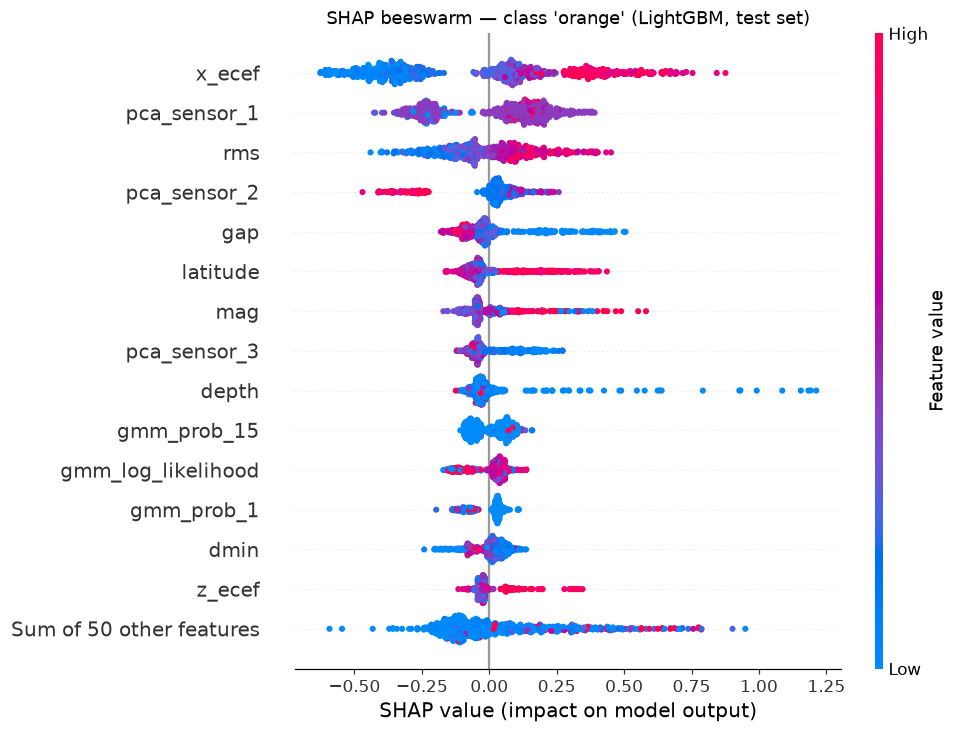 SHAP beeswarm — class 'orange' (LightGBM, test set)
High
x_ecef
pca_sensor_1
rms
pca_sensor_2
gap
latitude
mag
pca_sensor_3
depth
gmm_prob_15
gmm_log_likelihood
gmm_prob_1
dmin
z_ecef
Sum of 50 other features
Feature value
Low
−0.50 −0.25 0.00 0.25 0.50 0.75 1.00 1.25
SHAP value (impact on model output)